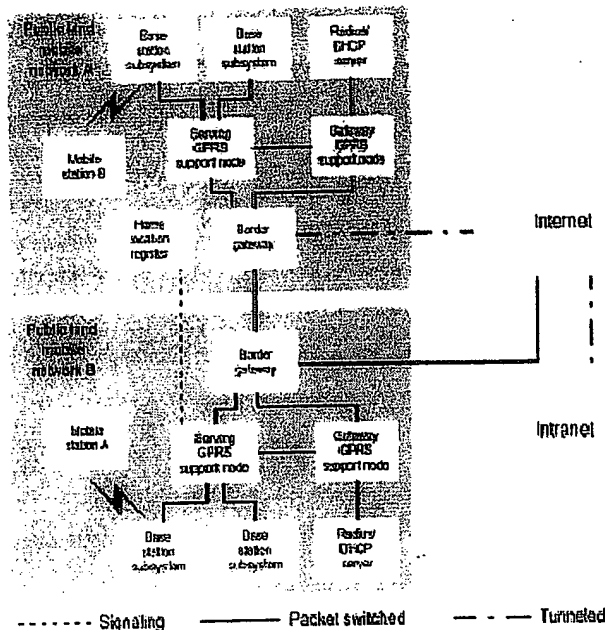 Public land
mobile
network A
Base
station
subsystem
Base
station
subsystem
Radius/
DHCP
server
Mobile
station B
Serving
GPRS
support node
Gateway
GPRS
support node
Home
location
register
Border
gateway
Internet
Public land
mobile
network B
Border
gateway
Mobile
station A
Serving
GPRS
support node
Gateway
GPRS
support node
Intranet
Base
station
subsystem
Base
station
subsystem
Radius/
DHCP
server
Signaling
Packet switched
Tunneled